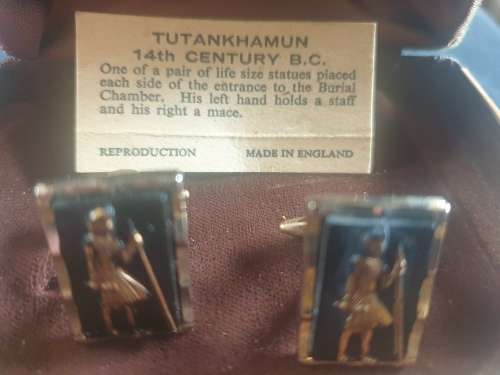 TUTANKHAMUN
14th CENTURY B.C.
One of a pair of life size statues placed
each side of the entrance to the Burial
Chamber. His left hand holds a staff
and his right a mace.
REPRODUCTION MADE IN ENGLAND